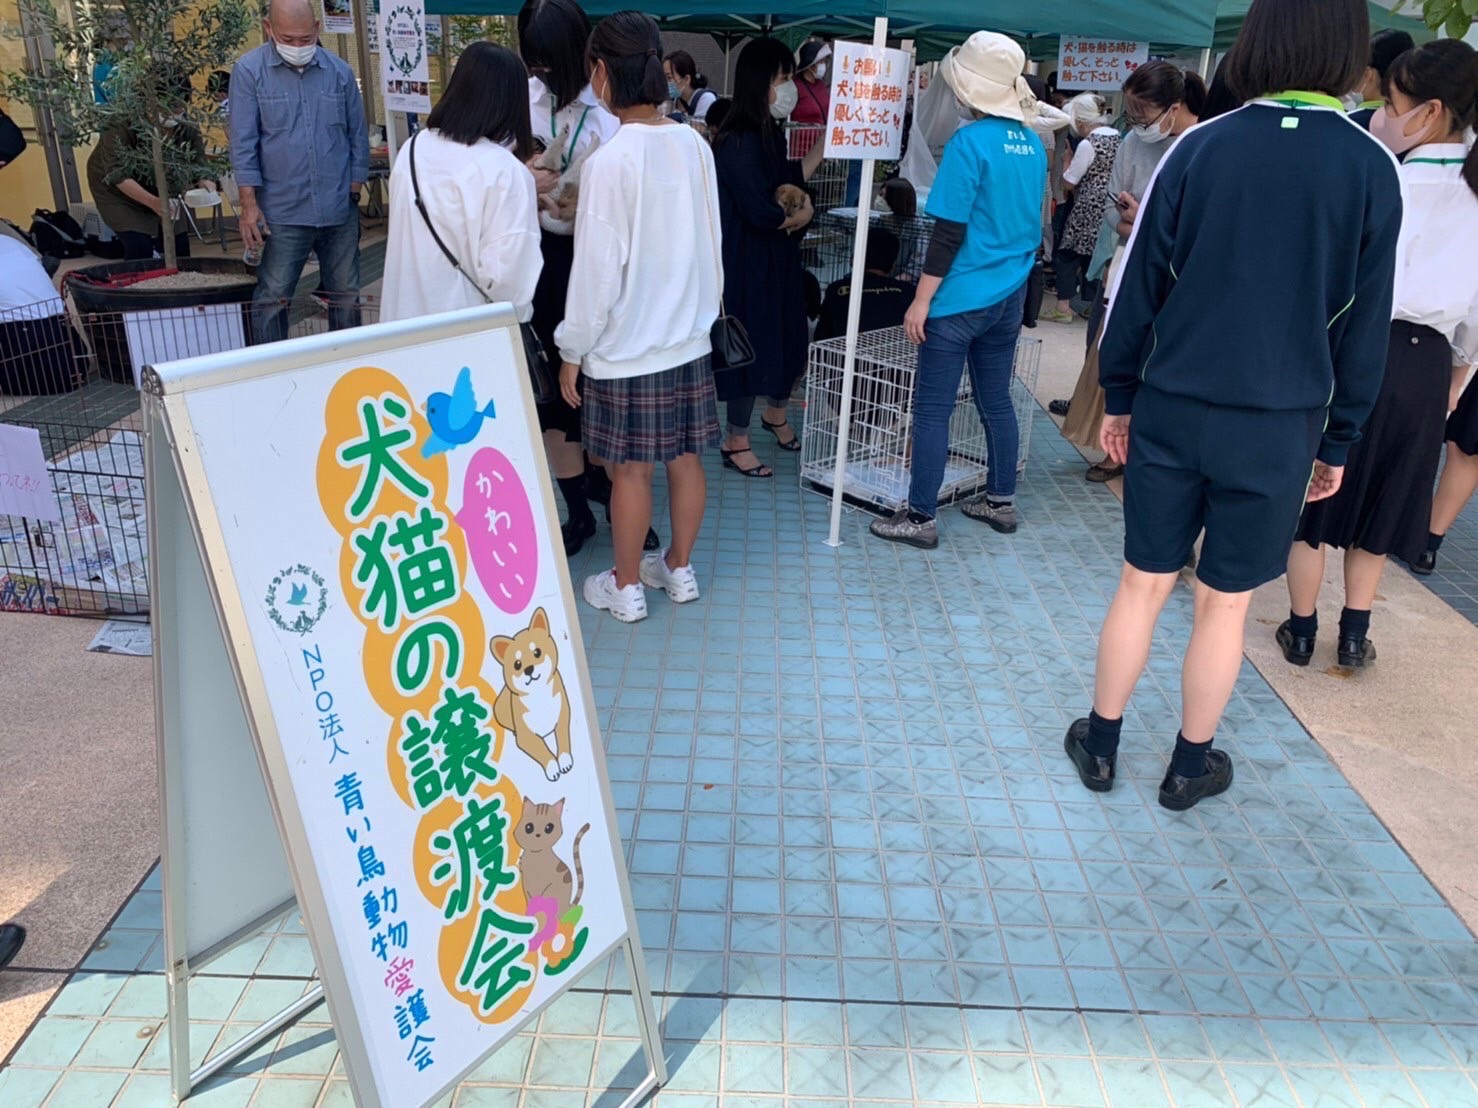 お願い
犬・猫を触る時は
優しく、そっと
触って下さい。
犬・猫を触る時は
優しく、そって
触って下さい。
Champion
かわいい
犬猫の譲渡会
NPO法人
青い鳥動物愛護会